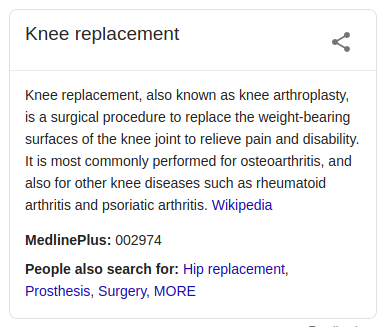 Knee replacement
Knee replacement, also known as knee arthroplasty,
is a surgical procedure to replace the weight-bearing
surfaces of the knee joint to relieve pain and disability.
It is most commonly performed for osteoarthritis, and
also for other knee diseases such as rheumatoid
arthritis and psoriatic arthritis. Wikipedia
MedlinePlus: 002974
People also search for: Hip replacement,
Prosthesis, Surgery, MORE